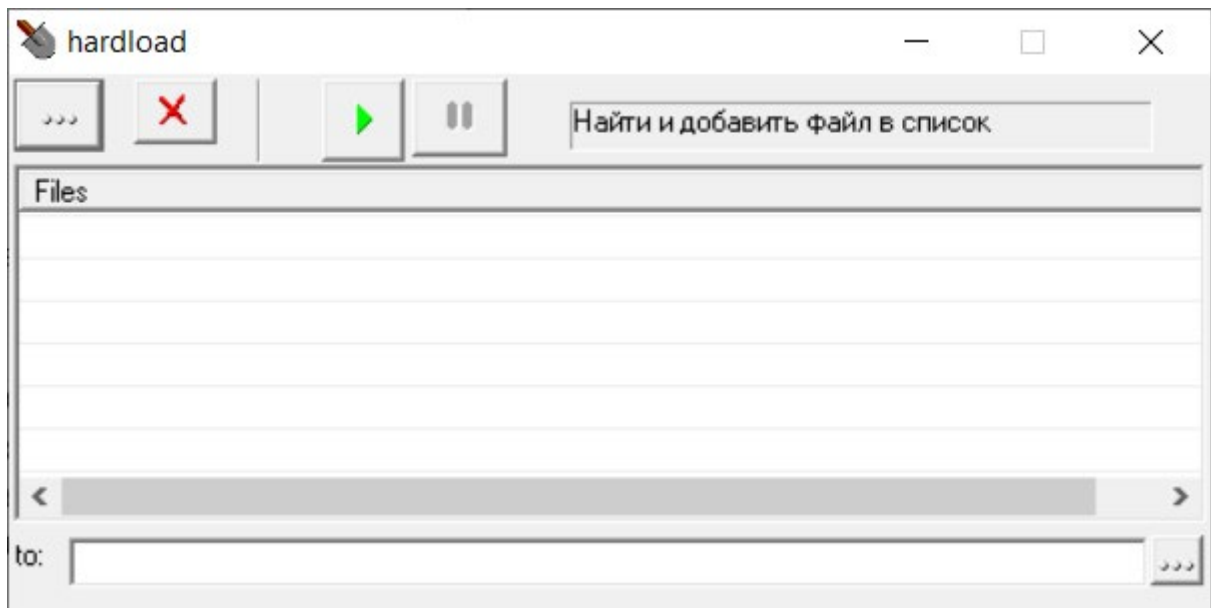 hardload
...
Найти и добавить файл в список
Files
to:
...